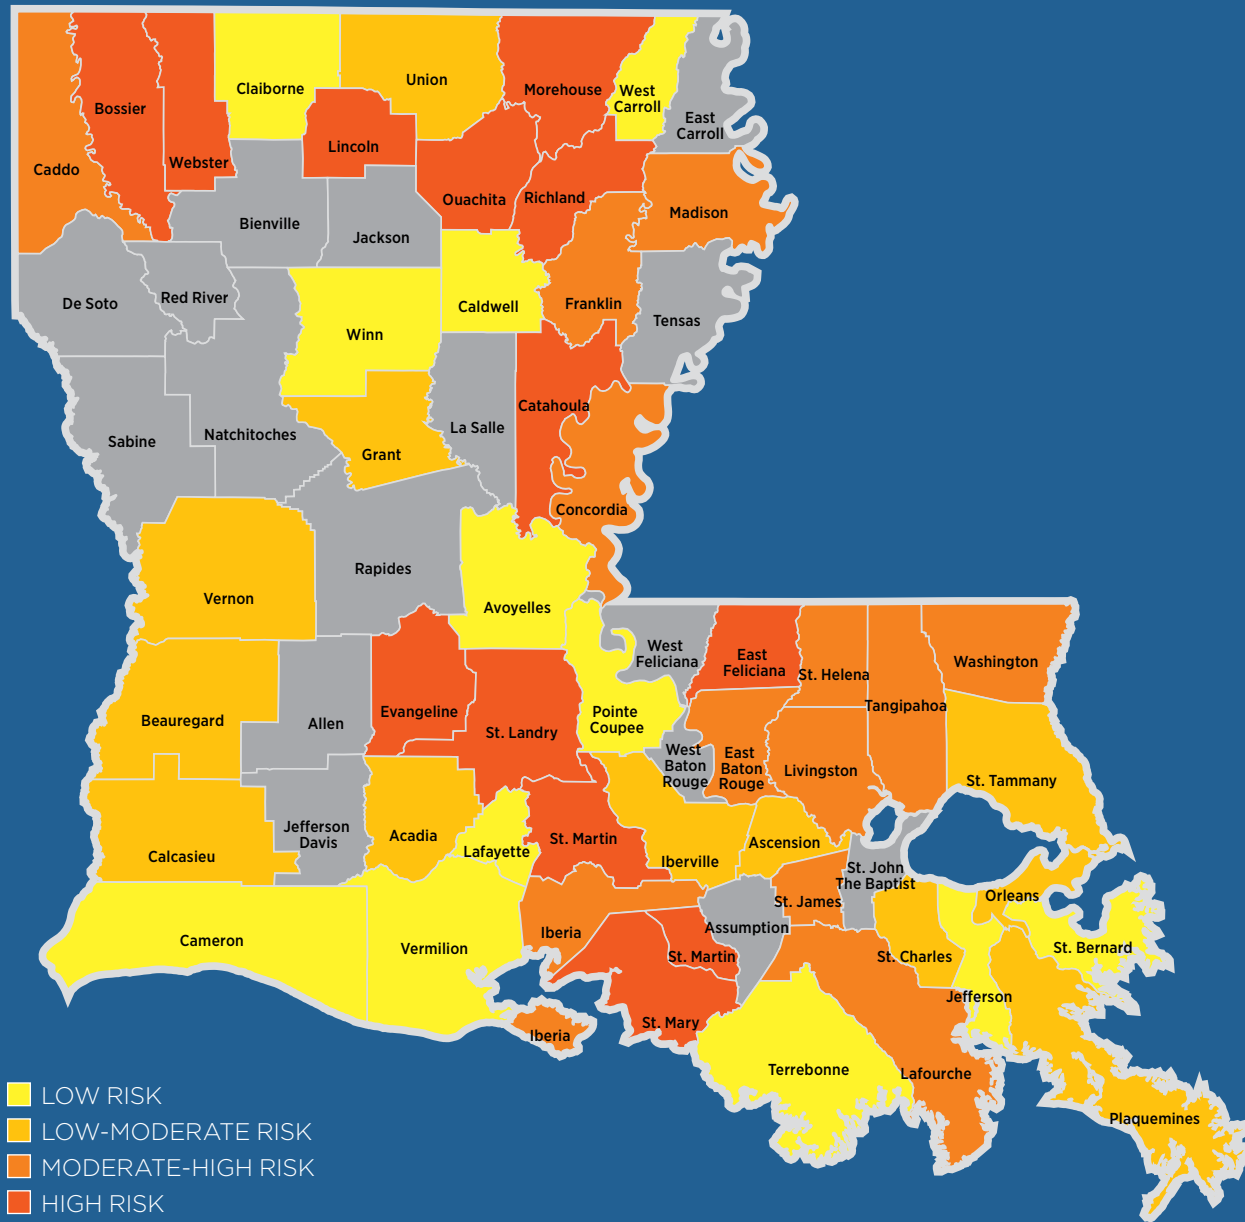 Claiborne
Union
Morehouse
West
Carroll
East
Carroll
Bossier
Webster
Lincoln
Caddo
Ouachita
Richland
Madison
Bienville
Jackson
De Soto
Red River
Winn
Caldwell
Franklin
Tensas
Catahoula
Sabine
Natchitoches
Grant
La Salle
Concordia
Vernon
Rapides
Avoyelles
West
Feliciana
East
Feliciana
St. Helena
Washington
Tangipahoa
Beauregard
Allen
Evangeline
St. Landry
Pointe
Coupee
West
Baton
Rouge
East
Baton
Rouge
Livingston
St. Tammany
Calcasieu
Jefferson
Davis
Acadia
Lafayette
St. Martin
Iberville
Ascension
St. John
The Baptist
Orleans
St. James
Cameron
Vermilion
Iberia
Assumption
St. Martin
St. Charles
St. Bernard
Jefferson
St. Mary
Iberia
Terrebonne
Lafourche
Plaquemines
LOW RISK
LOW-MODERATE RISK
MODERATE-HIGH RISK
HIGH RISK